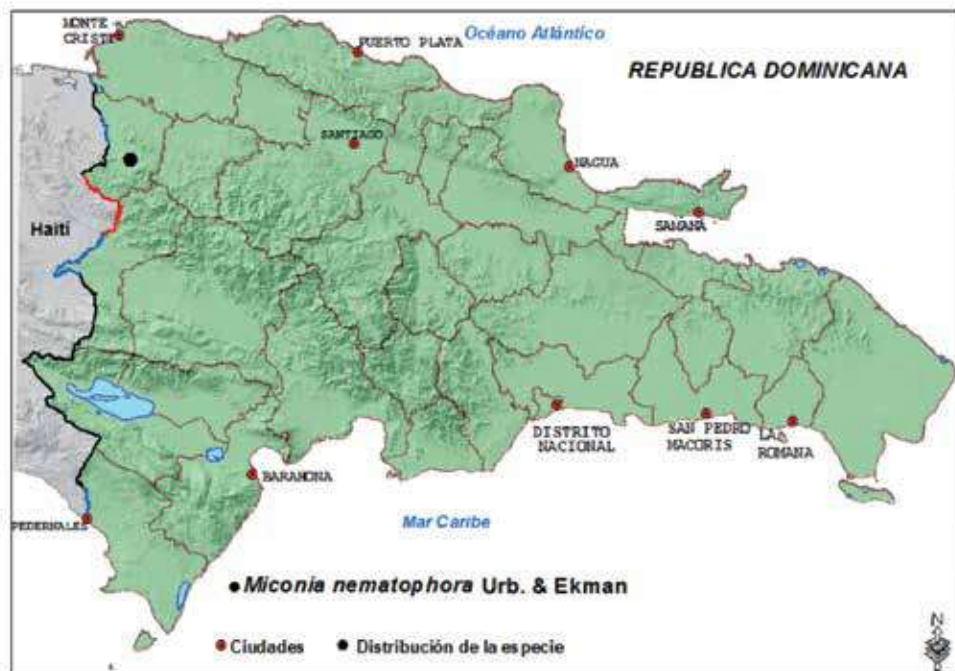 MONTE
CRISTI
PUERTO PLATA
Océano Atlántico
REPUBLICA DOMINICANA
SANTIAGO
NAGUA
SAMANÁ
Haití
DISTRITO
NACIONAL
SAN PEDRO
MACORIS
LA
ROMANA
BARAHONA
PEDERNALES
Mar Caribe
Miconia nematophora Urb. & Ekman
Ciudades
Distribución de la especie
N